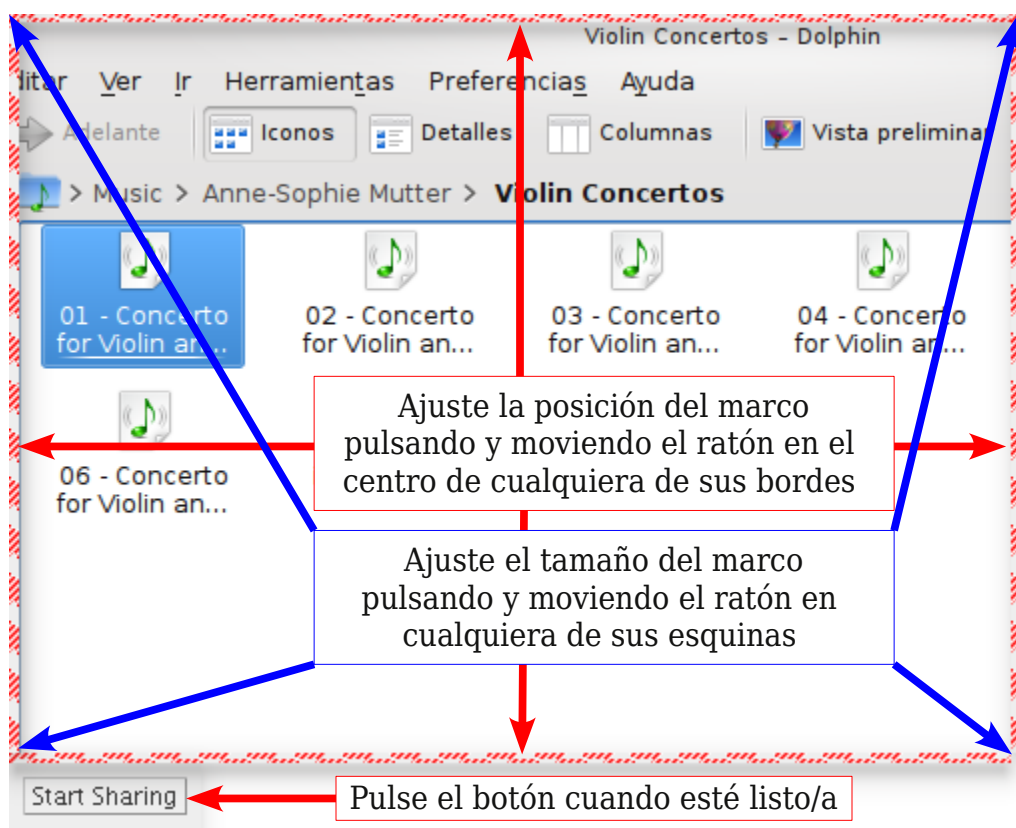 Violin Concertos – Dolphin
ditar Ver Ir Herramientas Preferencias Ayuda
Adelante Iconos Detalles Columnas Vista preliminar
> Music > Anne-Sophie Mutter > Violin Concertos
01 - Concerto
for Violin an...
02 - Concerto
for Violin an...
03 - Concerto
for Violin an...
04 - Concerto
for Violin an...
06 - Concerto
for Violin an...
Ajuste la posición del marco
pulsando y moviendo el ratón en el
centro de cualquiera de sus bordes
Ajuste el tamaño del marco
pulsando y moviendo el ratón en
cualquiera de sus esquinas
Start Sharing
Pulse el botón cuando esté listo/a